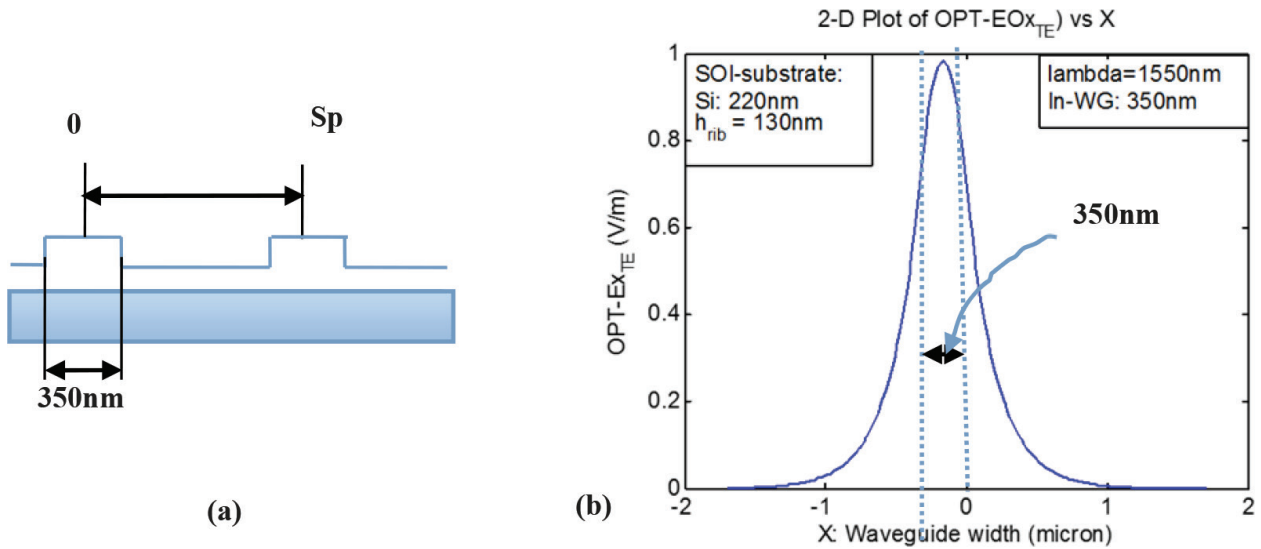 0
Sp
350nm
(a)
2-D Plot of OPT-EOx_TE) vs X
SOI-substrate:
Si: 220nm
h_rib = 130nm
lambda=1550nm
In-WG: 350nm
350nm
OPT-Ex_TE (V/m)
1
0.8
0.6
0.4
0.2
0
-2
-1
0
1
2
X: Waveguide width (micron)
(b)